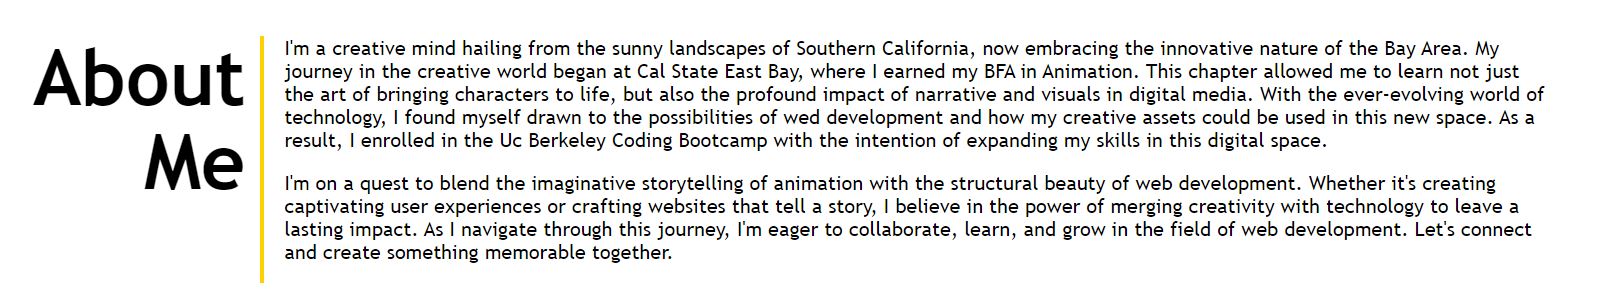 About
Me
I'm a creative mind hailing from the sunny landscapes of Southern California, now embracing the innovative nature of the Bay Area. My
journey in the creative world began at Cal State East Bay, where I earned my BFA in Animation. This chapter allowed me to learn not just
the art of bringing characters to life, but also the profound impact of narrative and visuals in digital media. With the ever-evolving world of
technology, I found myself drawn to the possibilities of wed development and how my creative assets could be used in this new space. As a
result, I enrolled in the Uc Berkeley Coding Bootcamp with the intention of expanding my skills in this digital space.
I'm on a quest to blend the imaginative storytelling of animation with the structural beauty of web development. Whether it's creating
captivating user experiences or crafting websites that tell a story, I believe in the power of merging creativity with technology to leave a
lasting impact. As I navigate through this journey, I'm eager to collaborate, learn, and grow in the field of web development. Let's connect
and create something memorable together.